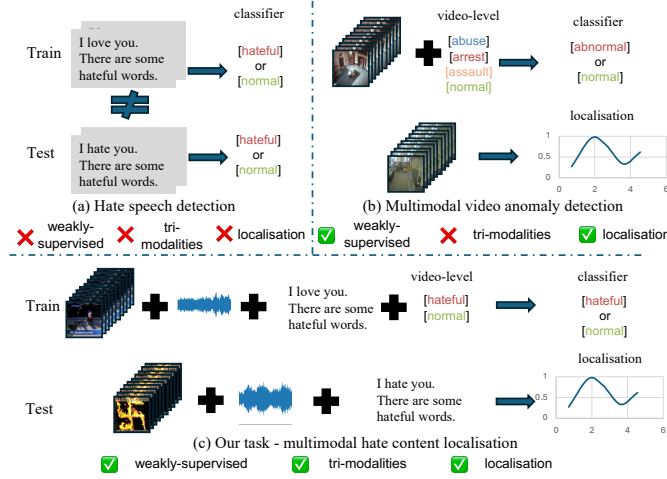 classifier
Train
I love you.
There are some
hateful words.
[hateful]
or
[normal]
Test
I hate you.
There are some
hateful words.
[hateful]
or
[normal]
(a) Hate speech detection
weakly-
supervised
tri-
modalities
localisation
video-level
[abuse]
[arrest]
[assault]
[normal]
classifier
[abnormal]
or
[normal]
localisation
1
0.5
0
0
2
4
6
(b) Multimodal video anomaly detection
weakly-
supervised
tri-modalities
localisation
Train
I love you.
There are some
hateful words.
video-level
[hateful]
[normal]
classifier
[hateful]
or
[normal]
Test
I hate you.
There are some
hateful words.
localisation
1
0.5
0
0
2
4
6
(c) Our task - multimodal hate content localisation
weakly-supervised
tri-modalities
localisation